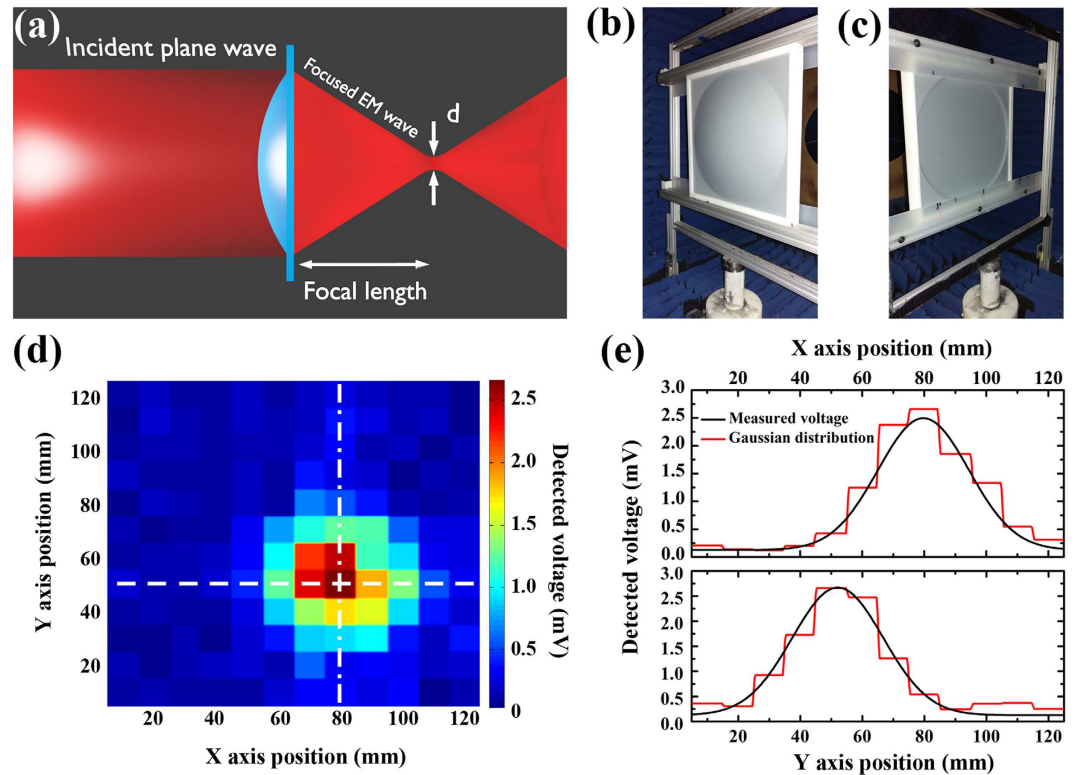 (a)
Incident plane wave
Focused EM wave
d
Focal length
(b)
(c)
(d)
120
100
80
60
40
20
Y axis position (mm)
20 40 60 80 100 120
X axis position (mm)
2.5
2.0
1.5
1.0
0.5
0
Detected voltage (mV)
(e)
X axis position (mm)
20 40 60 80 100 120
3.0
2.5
2.0
1.5
1.0
0.5
0.0
Measured voltage
Gaussian distribution
Detected voltage (mV)
3.0
2.5
2.0
1.5
1.0
0.5
0.0
20 40 60 80 100 120
Y axis position (mm)